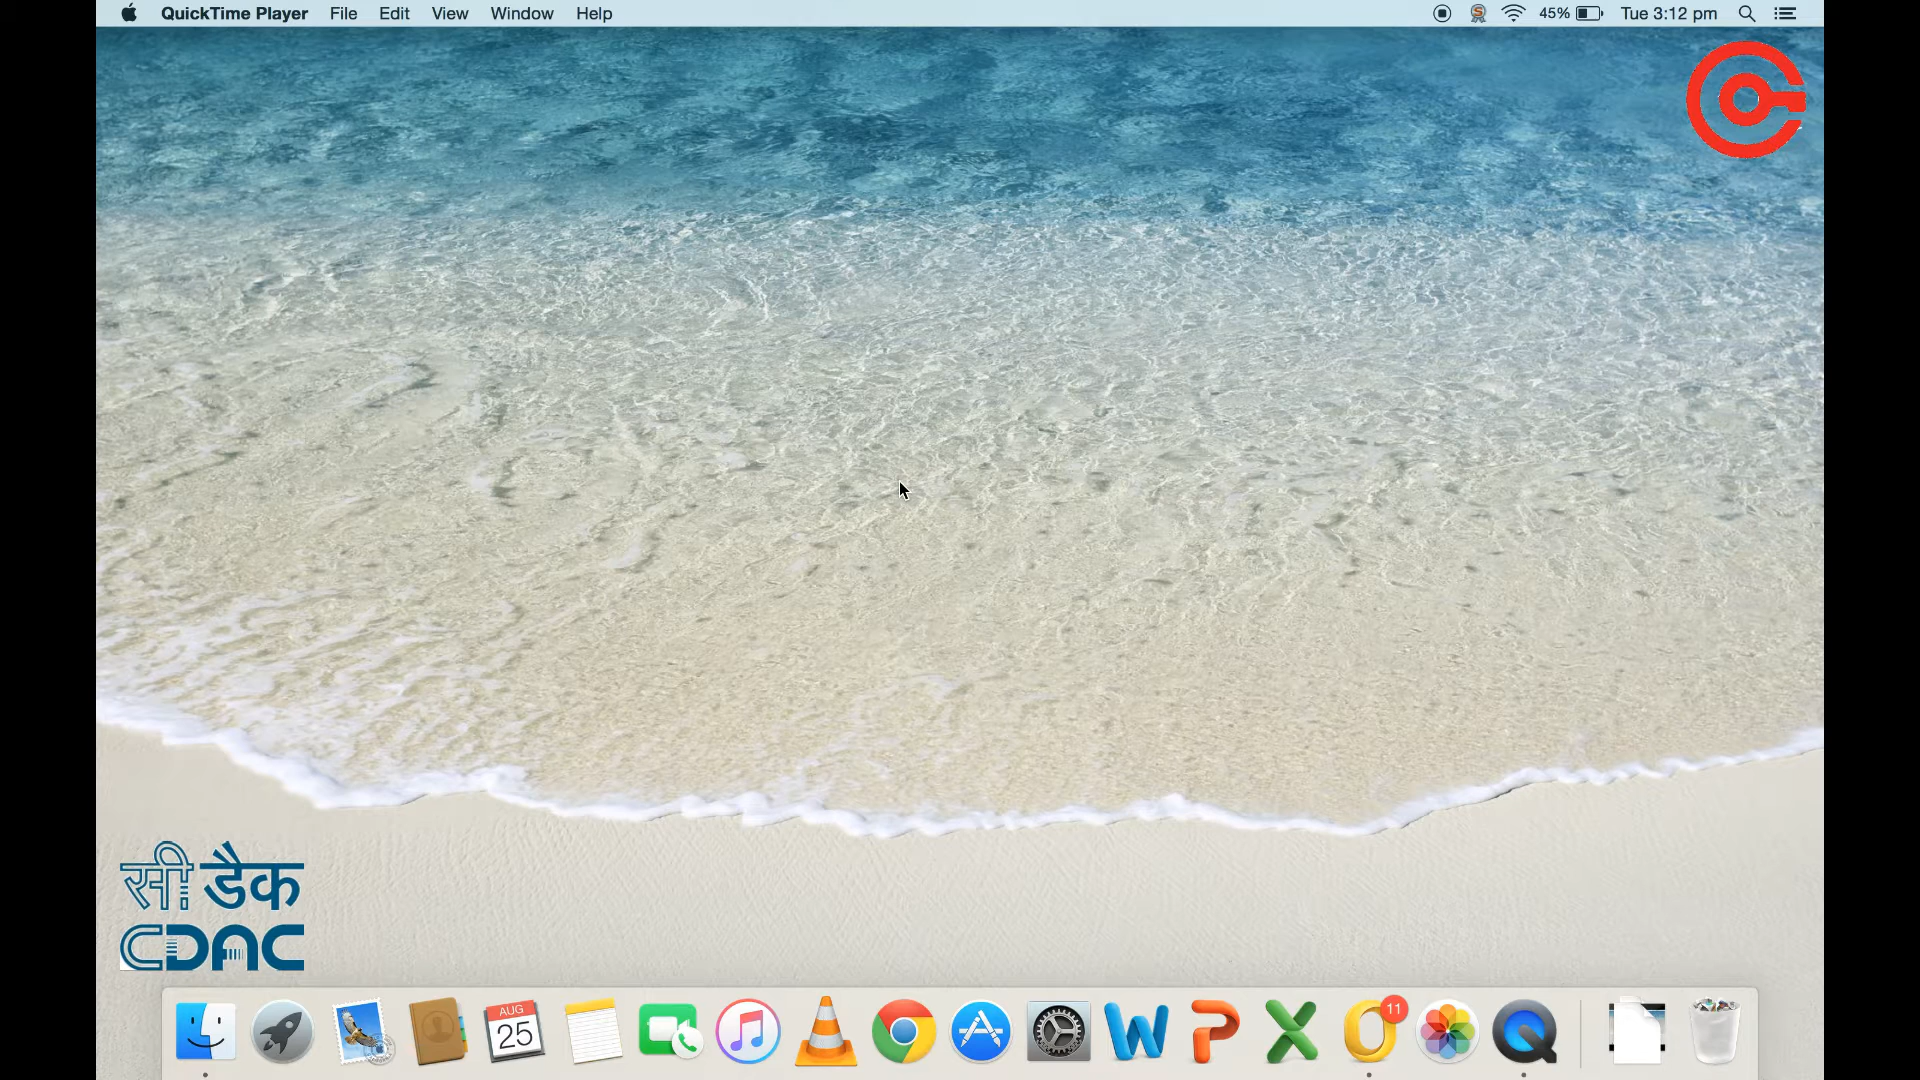 QuickTime Player File Edit View Window Help 45% Tue 3:12 pm
सी डैक
CDAC
AUG
25
11